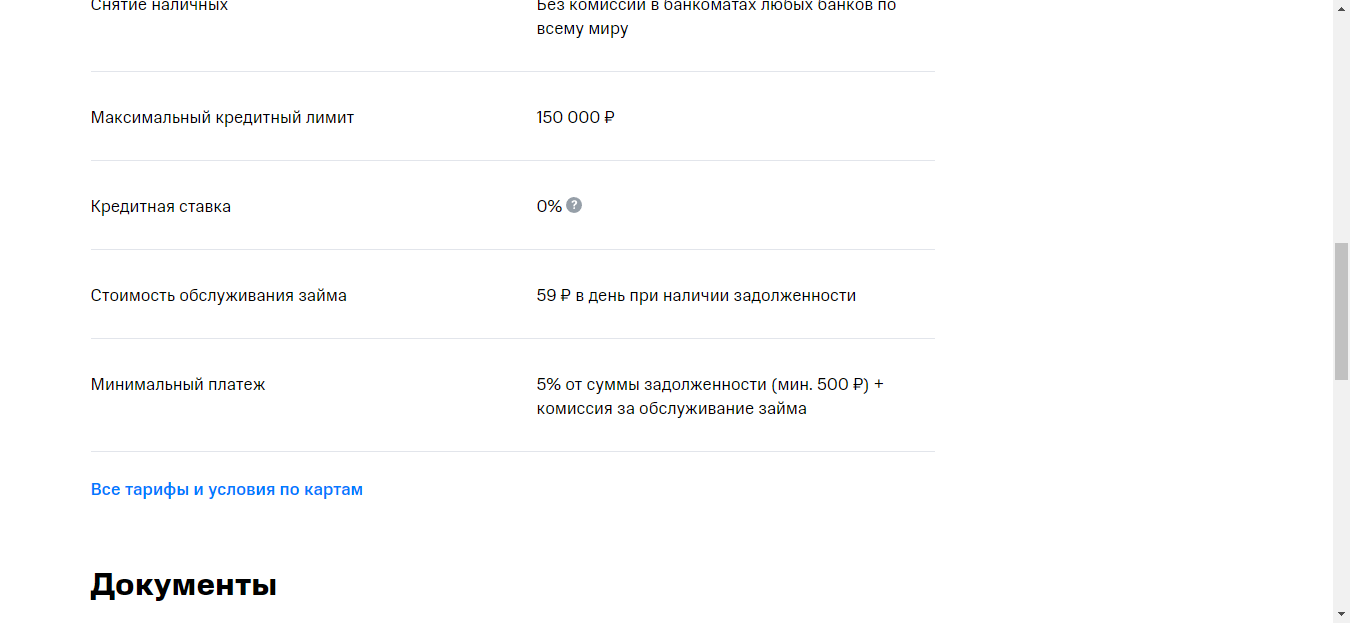 Снятие наличных
Без комиссии в банкоматах любых банков по
всему миру
Максимальный кредитный лимит
150 000 ₽
Кредитная ставка
0% ?
Стоимость обслуживания займа
59 ₽ в день при наличии задолженности
Минимальный платеж
5% от суммы задолженности (мин. 500 ₽) +
комиссия за обслуживание займа
Все тарифы и условия по картам
Документы